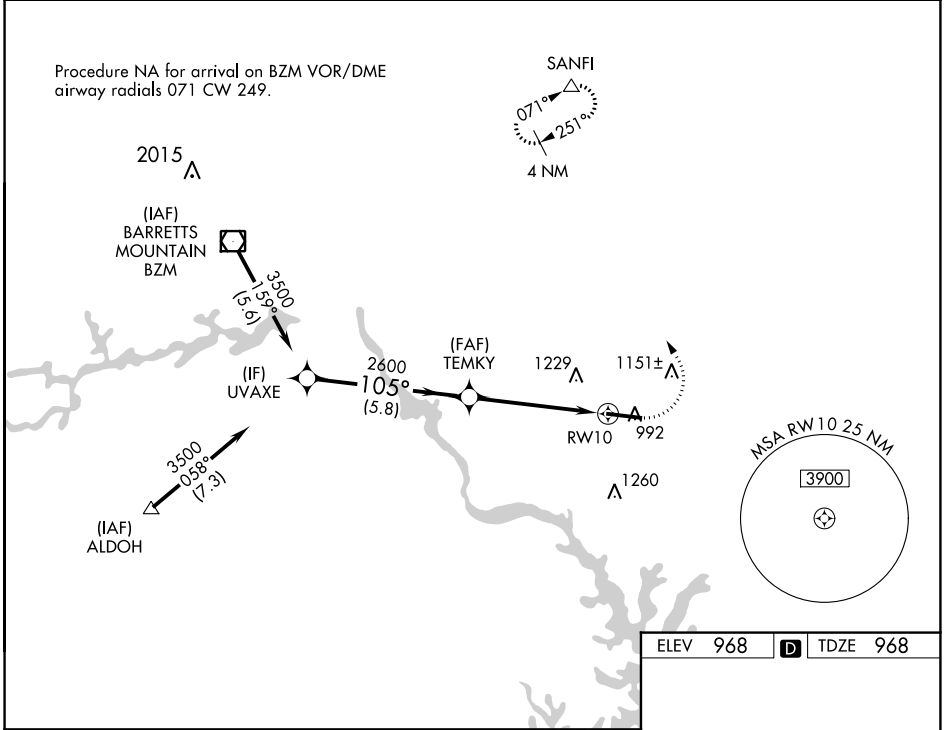 Procedure NA for arrival on BZM VOR/DME
airway radials 071 CW 249.
SANFI
071°
251°
4 NM
2015
(IAF)
BARRETTS
MOUNTAIN
BZM
3500
159°
(5.6)
(IF)
UVAXE
2600
105°
(5.8)
(FAF)
TEMKY
1229
1151±
RW10
992
1260
3500
058°
(7.3)
(IAF)
ALDOH
MSA RW10 25 NM
3900
ELEV 968 D TDZE 968